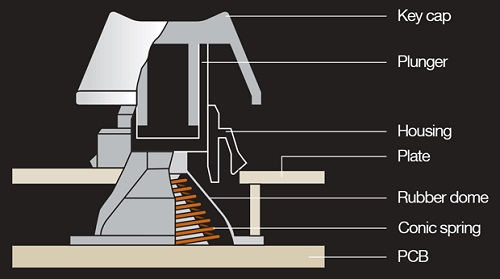 Key cap
Plunger
Housing
Plate
Rubber dome
Conic spring
PCB